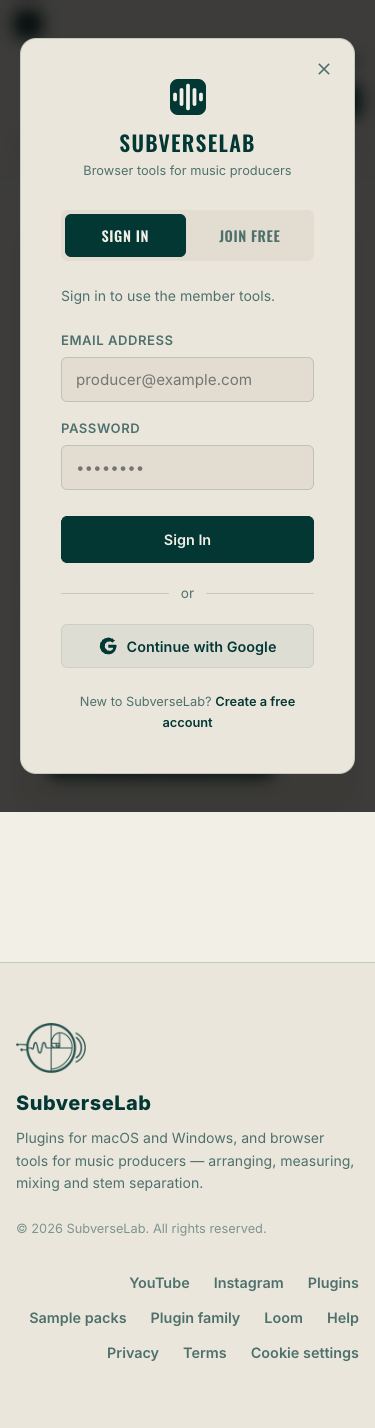 SUBVERSELAB
Browser tools for music producers
SIGN IN
JOIN FREE
Sign in to use the member tools.
EMAIL ADDRESS
producer@example.com
PASSWORD
Sign In
or
Continue with Google
New to SubverseLab? Create a free
account
SubverseLab
Plugins for macOS and Windows, and browser
tools for music producers — arranging, measuring,
mixing and stem separation.
© 2026 SubverseLab. All rights reserved.
YouTube Instagram Plugins
Sample packs Plugin family Loom Help
Privacy Terms Cookie settings